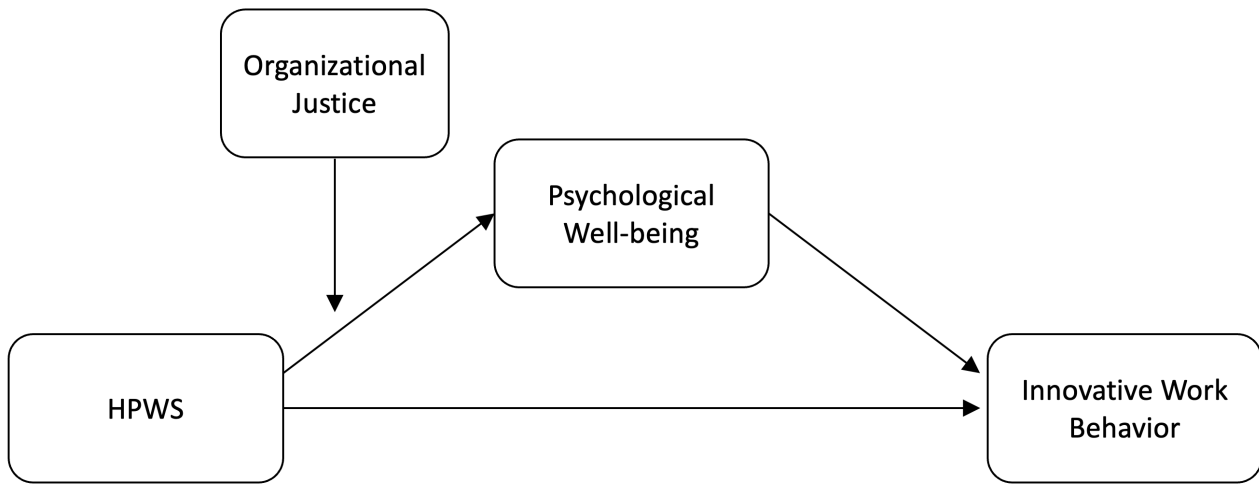 Organizational
Justice
Psychological
Well-being
HPWS
Innovative Work
Behavior